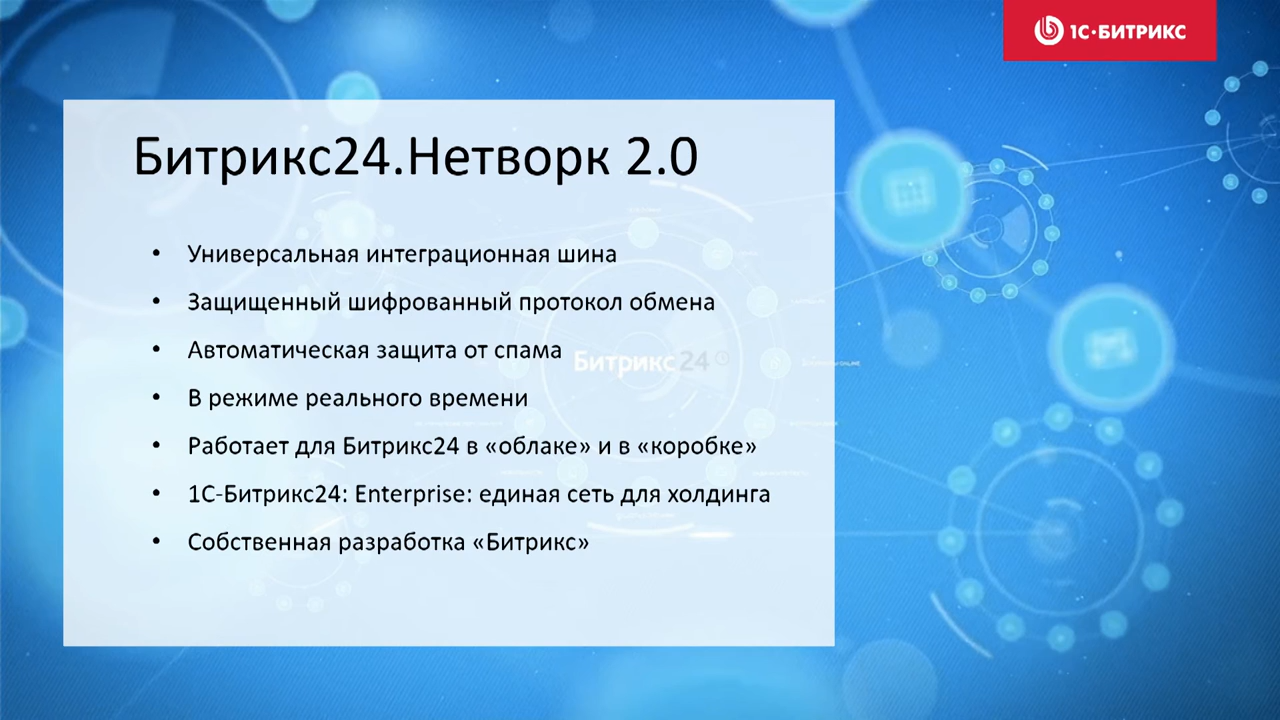 1С·БИТРИКС
Битрикс24.Нетворк 2.0
• Универсальная интеграционная шина
• Защищенный шифрованный протокол обмена
• Автоматическая защита от спама
Битрикс24
• В режиме реального времени
• Работает для Битрикс24 в «облаке» и в «коробке»
• 1С-Битрикс24: Enterprise: единая сеть для холдинга
• Собственная разработка «Битрикс»